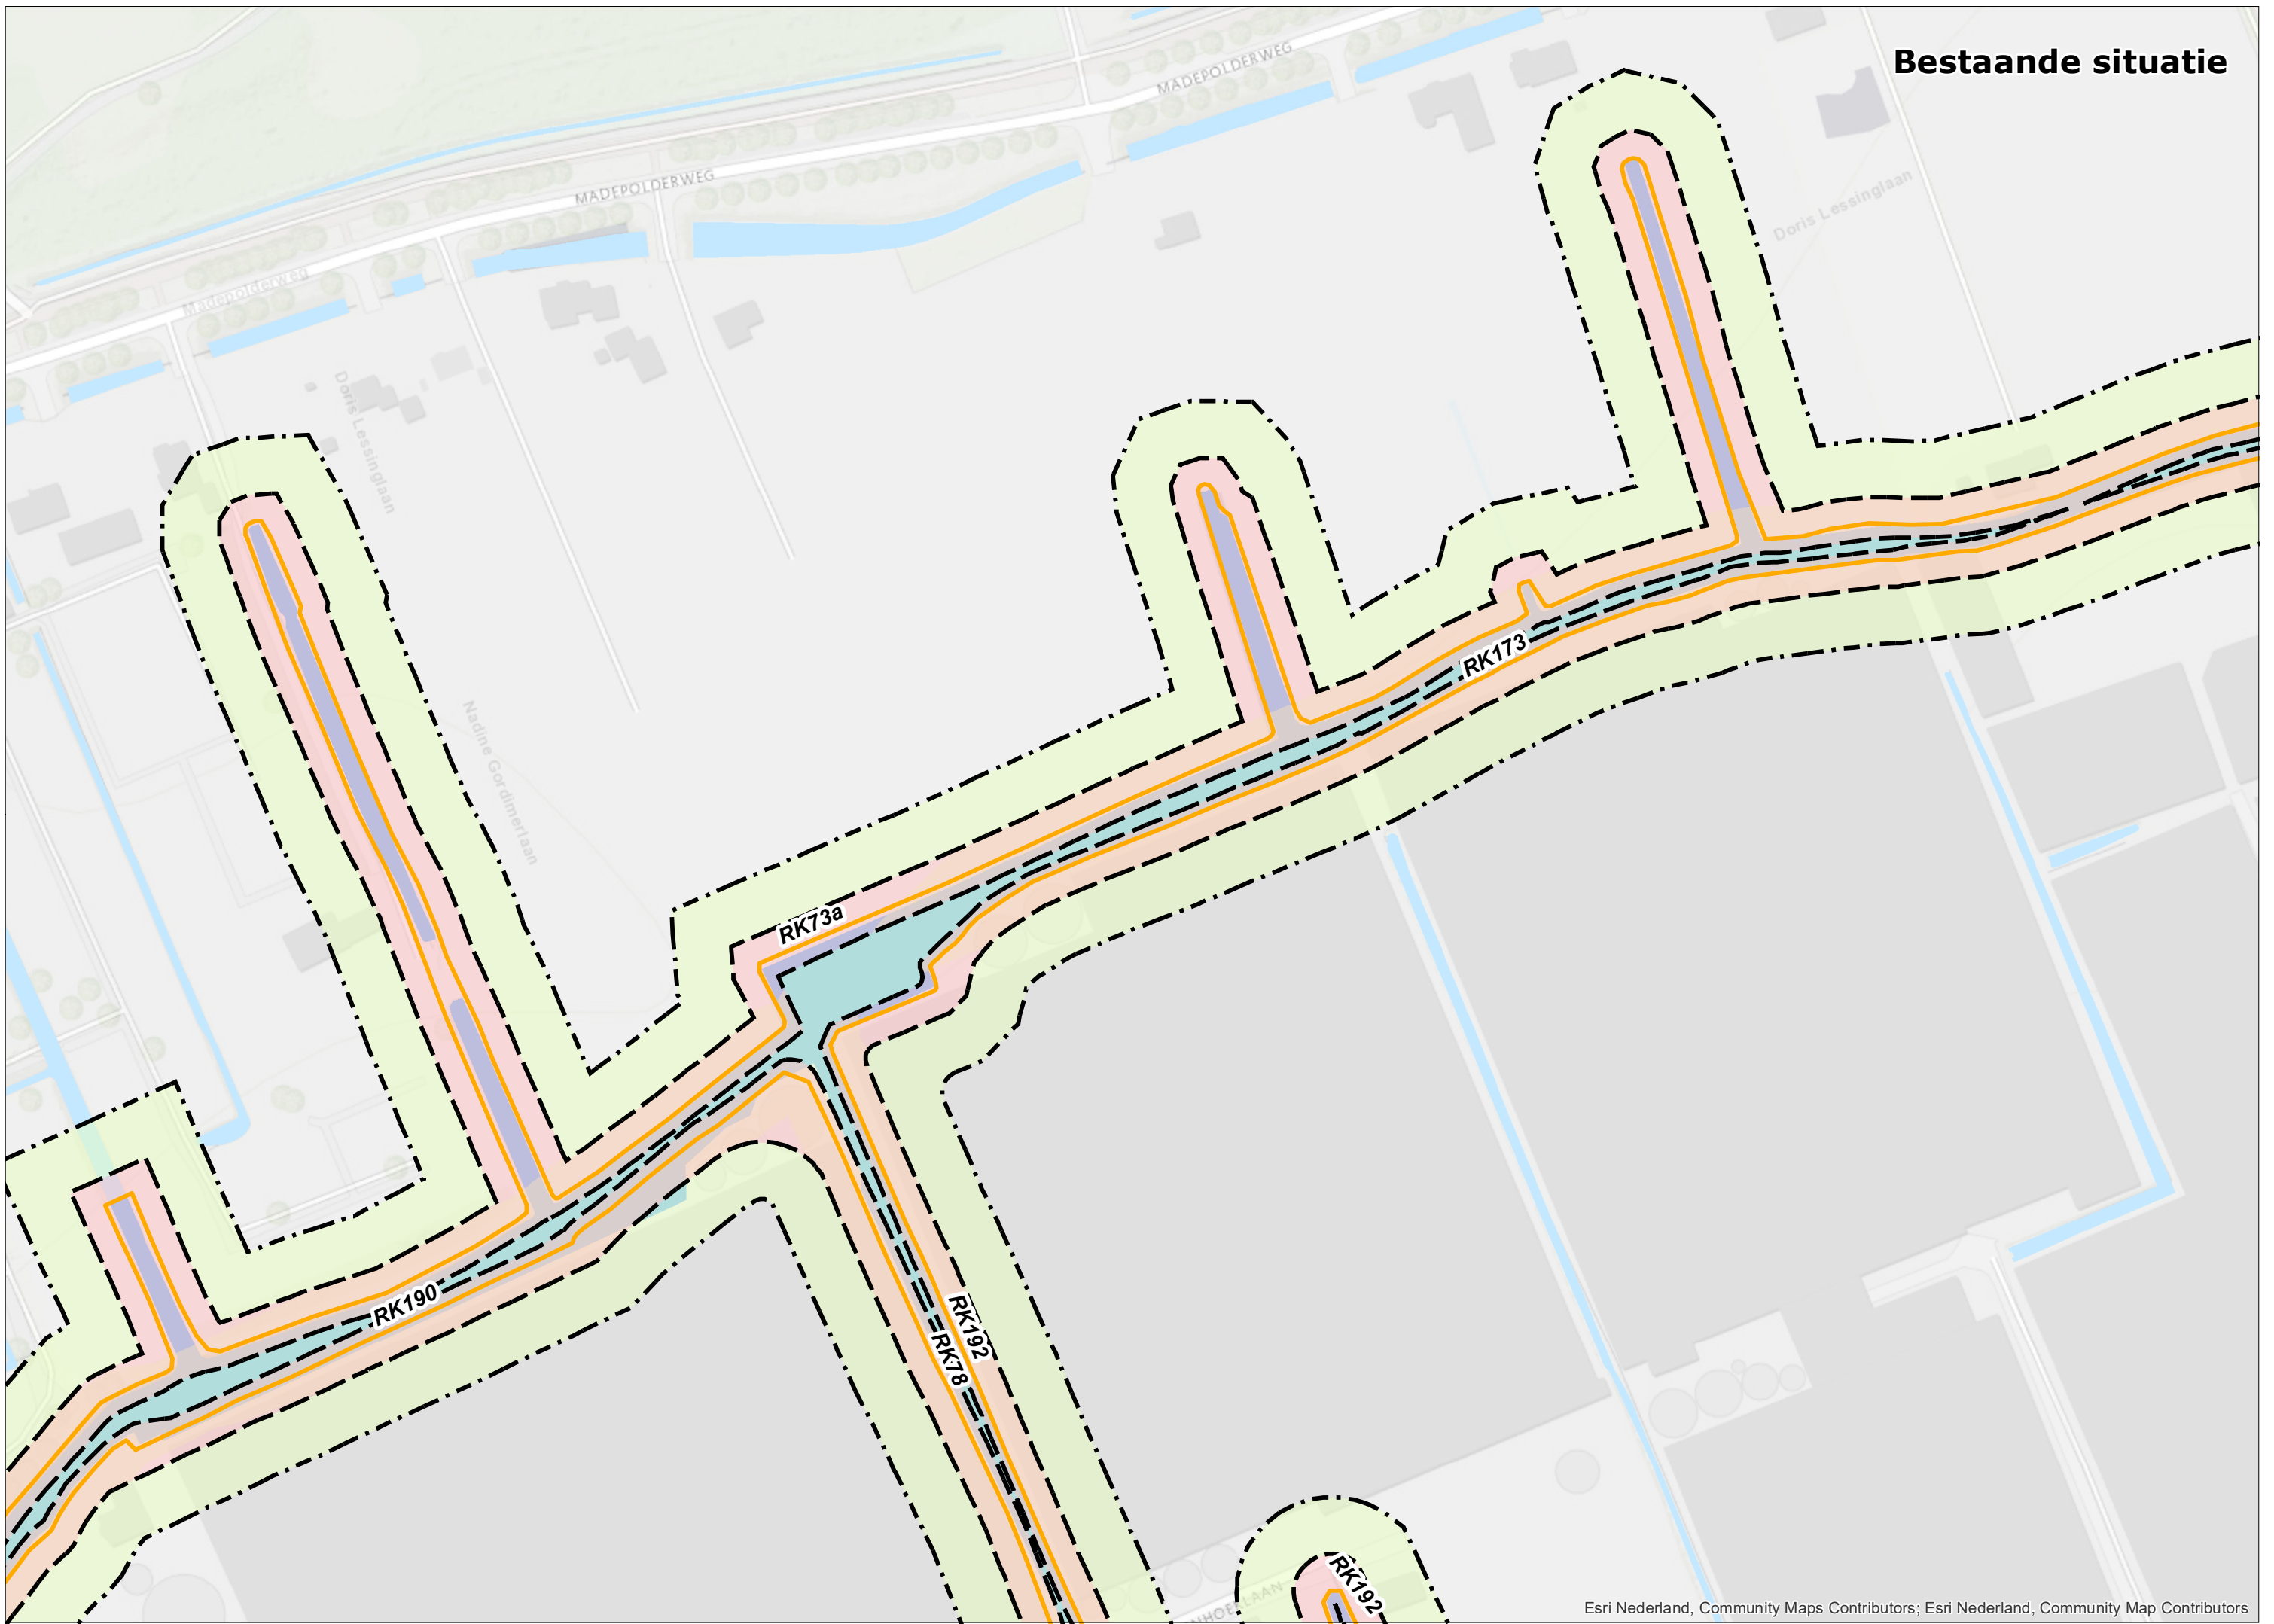 Bestaande situatie
MADEPOLDERWEG
MADEPOLDERWEG
Madepolderweg
Doris Lessinglaan
Doris Lessinglaan
Nadine Gordimerlaan
RK173
RK73a
RK190
RK192
RK78
RK192
Esri Nederland, Community Maps Contributors; Esri Nederland, Community Map Contributors